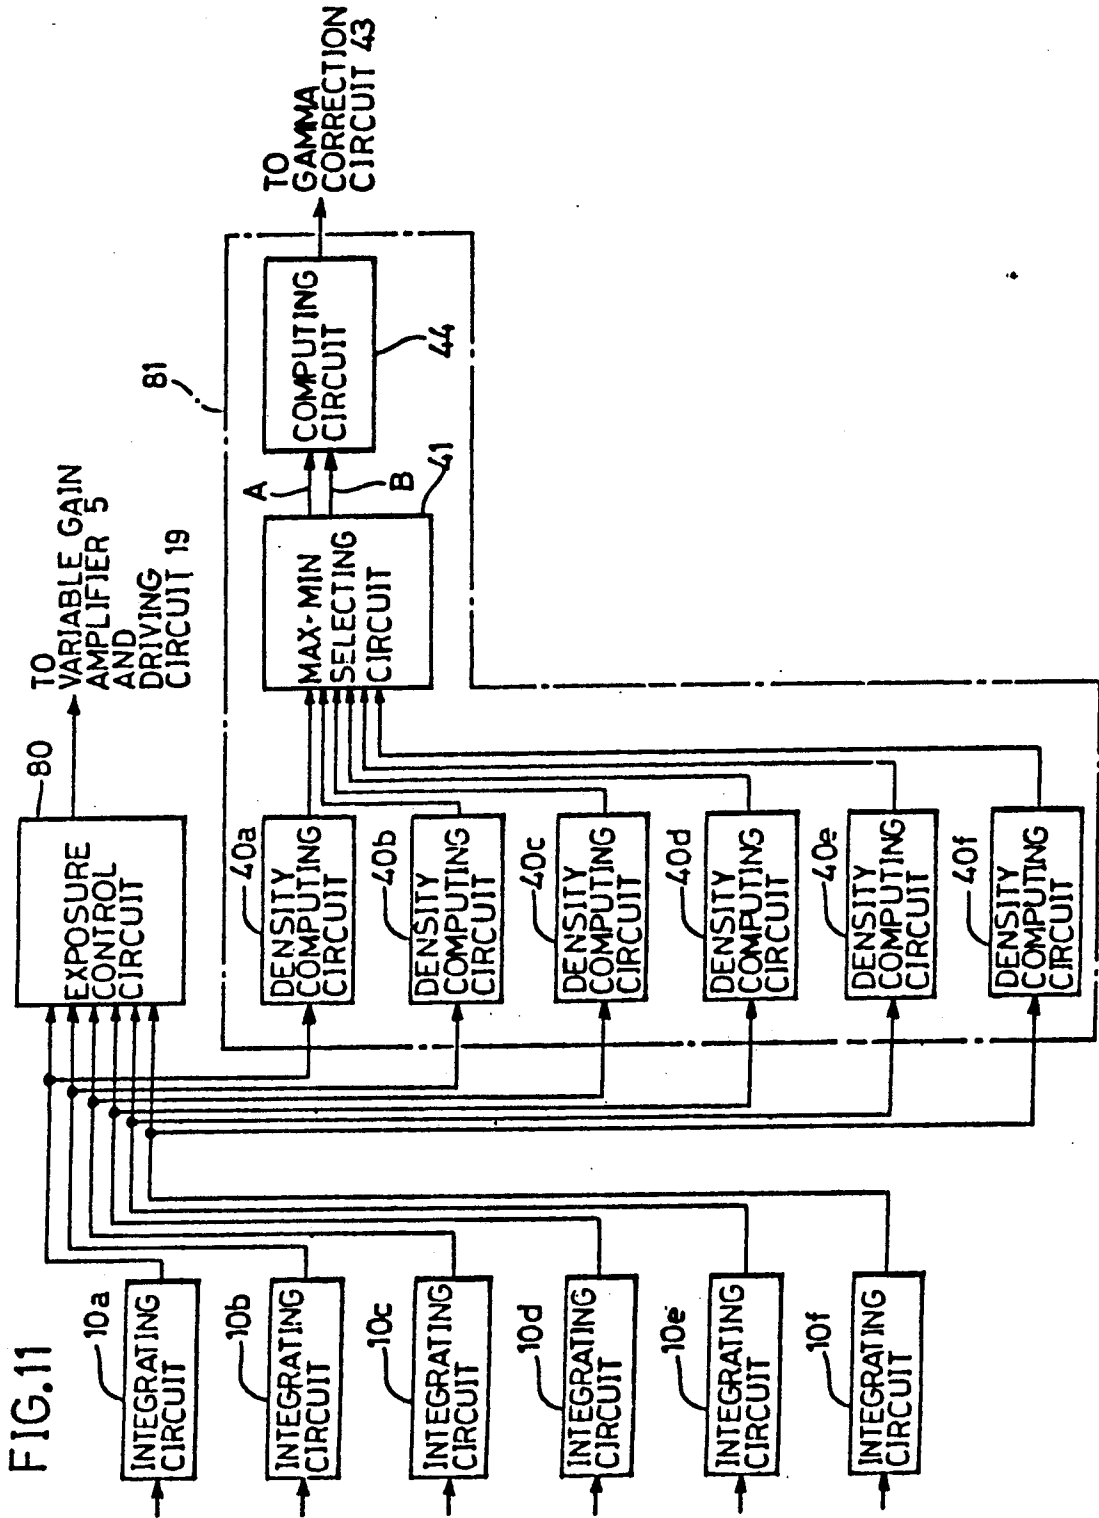 FIG.11
10a
INTEGRATING
CIRCUIT
10b
INTEGRATING
CIRCUIT
10c
INTEGRATING
CIRCUIT
10d
INTEGRATING
CIRCUIT
10e
INTEGRATING
CIRCUIT
10f
INTEGRATING
CIRCUIT
80
EXPOSURE
CONTROL
CIRCUIT
TO
VARIABLE GAIN
AMPLIFIER 5
AND
DRIVING
CIRCUIT 19
40a
DENSITY
COMPUTING
CIRCUIT
40b
DENSITY
COMPUTING
CIRCUIT
40c
DENSITY
COMPUTING
CIRCUIT
40d
DENSITY
COMPUTING
CIRCUIT
40e
DENSITY
COMPUTING
CIRCUIT
40f
DENSITY
COMPUTING
CIRCUIT
81
MAX-MIN
SELECTING
CIRCUIT
41
A
B
COMPUTING
CIRCUIT
44
TO
GAMMA
CORRECTION
CIRCUIT 43